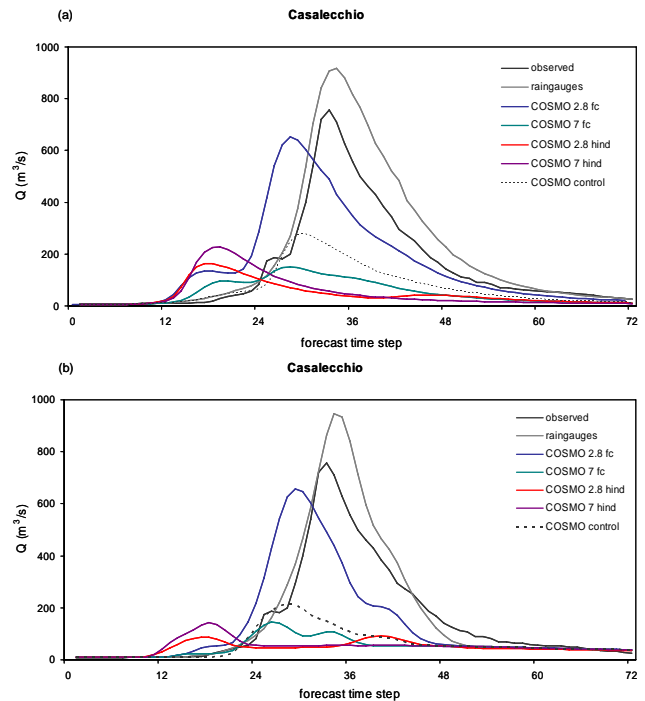 (a)
Casalecchio
1000
800
600
400
200
0
Q (m³/s)
observed
raingauges
COSMO 2.8 fc
COSMO 7 fc
COSMO 2.8 hind
COSMO 7 hind
COSMO control
0 12 24 36 48 60 72
forecast time step
(b)
Casalecchio
1000
800
600
400
200
0
Q (m³/s)
observed
raingauges
COSMO 2.8 fc
COSMO 7 fc
COSMO 2.8 hind
COSMO 7 hind
COSMO control
0 12 24 36 48 60 72
forecast time step